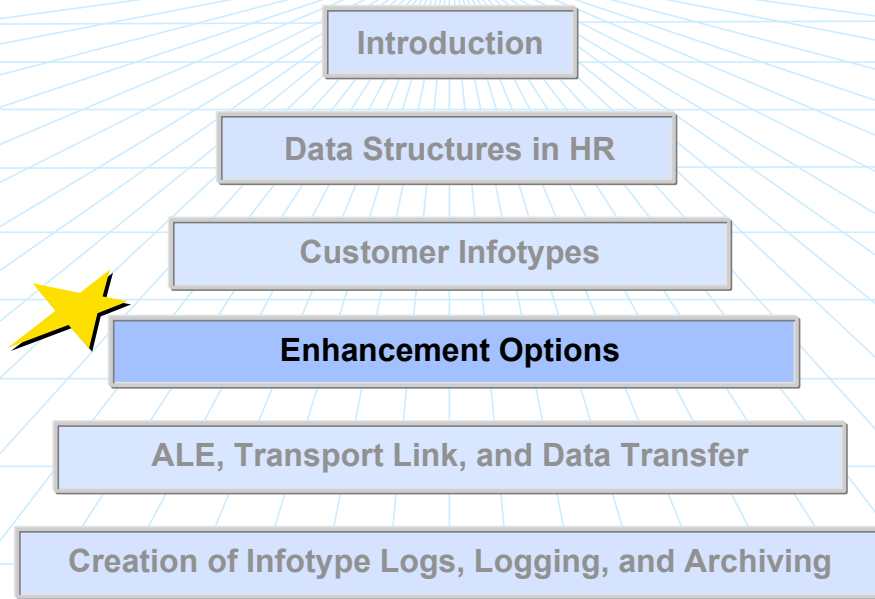 Introduction
Data Structures in HR
Customer Infotypes
Enhancement Options
ALE, Transport Link, and Data Transfer
Creation of Infotype Logs, Logging, and Archiving